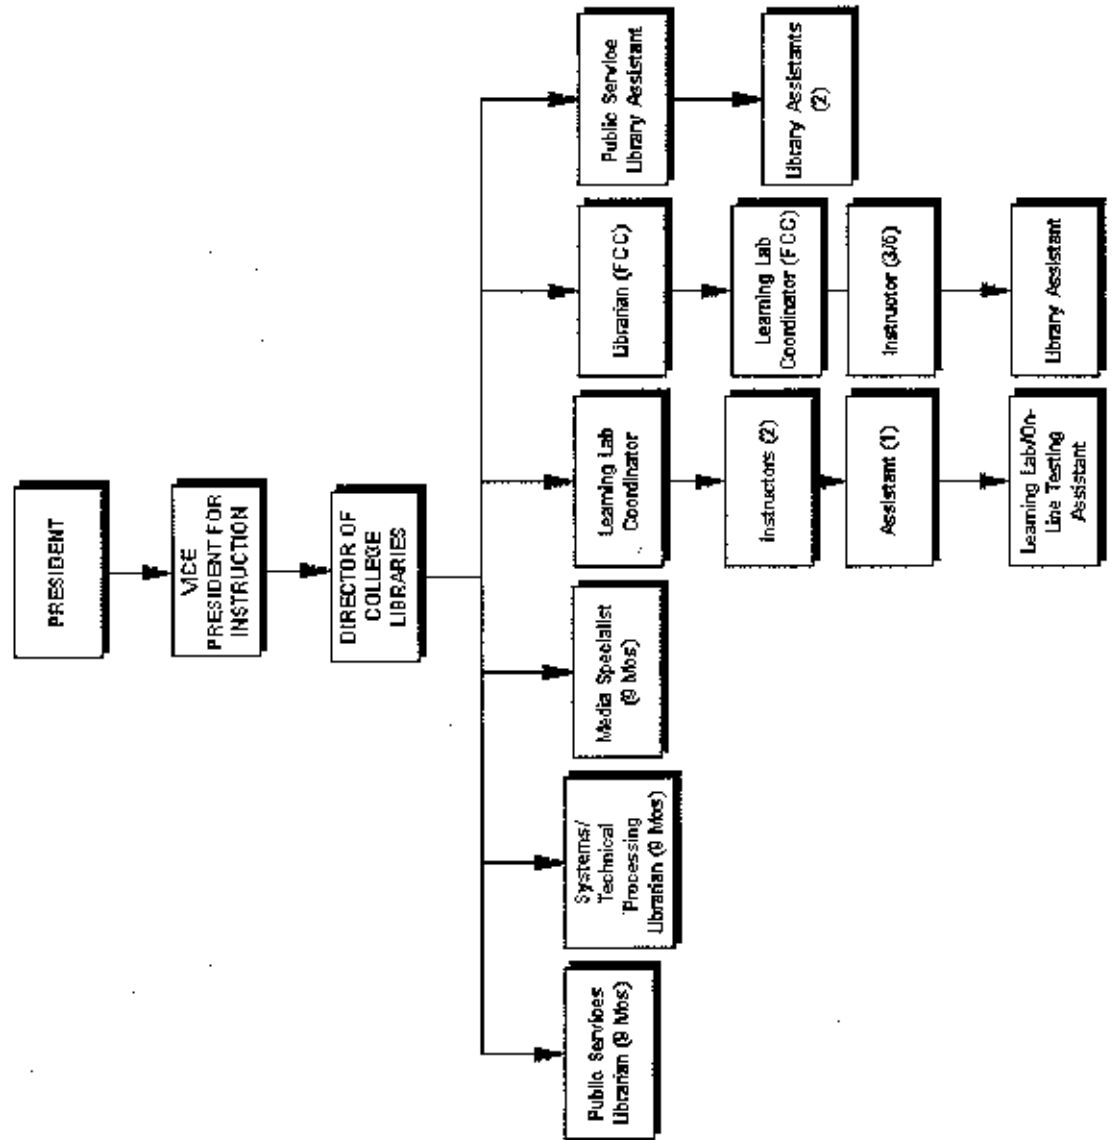 PRESIDENT
VICE
PRESIDENT FOR
INSTRUCTION
DIRECTOR OF
COLLEGE
LIBRARIES
Public Services
Librarian (9 Mos)
Systems/
Technical
Processing
Librarian (9 Mos)
Media Specialist
(9 Mos)
Learning Lab
Coordinator
Librarian (FCC)
Public Service
Library Assistant
Instructors (2)
Learning Lab
Coordinator (FCC)
Library Assistants
(2)
Assistant (1)
Instructor
Learning Lab/On-
Line Testing
Assistant
Library Assistant